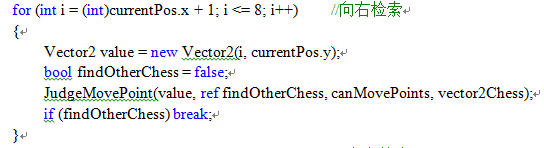 for (int i = (int)currentPos.x + 1; i <= 8; i++) //向右检索
{
Vector2 value = new Vector2(i, currentPos.y);
bool findOtherChess = false;
JudgeMovePoint(value, ref findOtherChess, canMovePoints, vector2Chess);
if (findOtherChess) break;
}